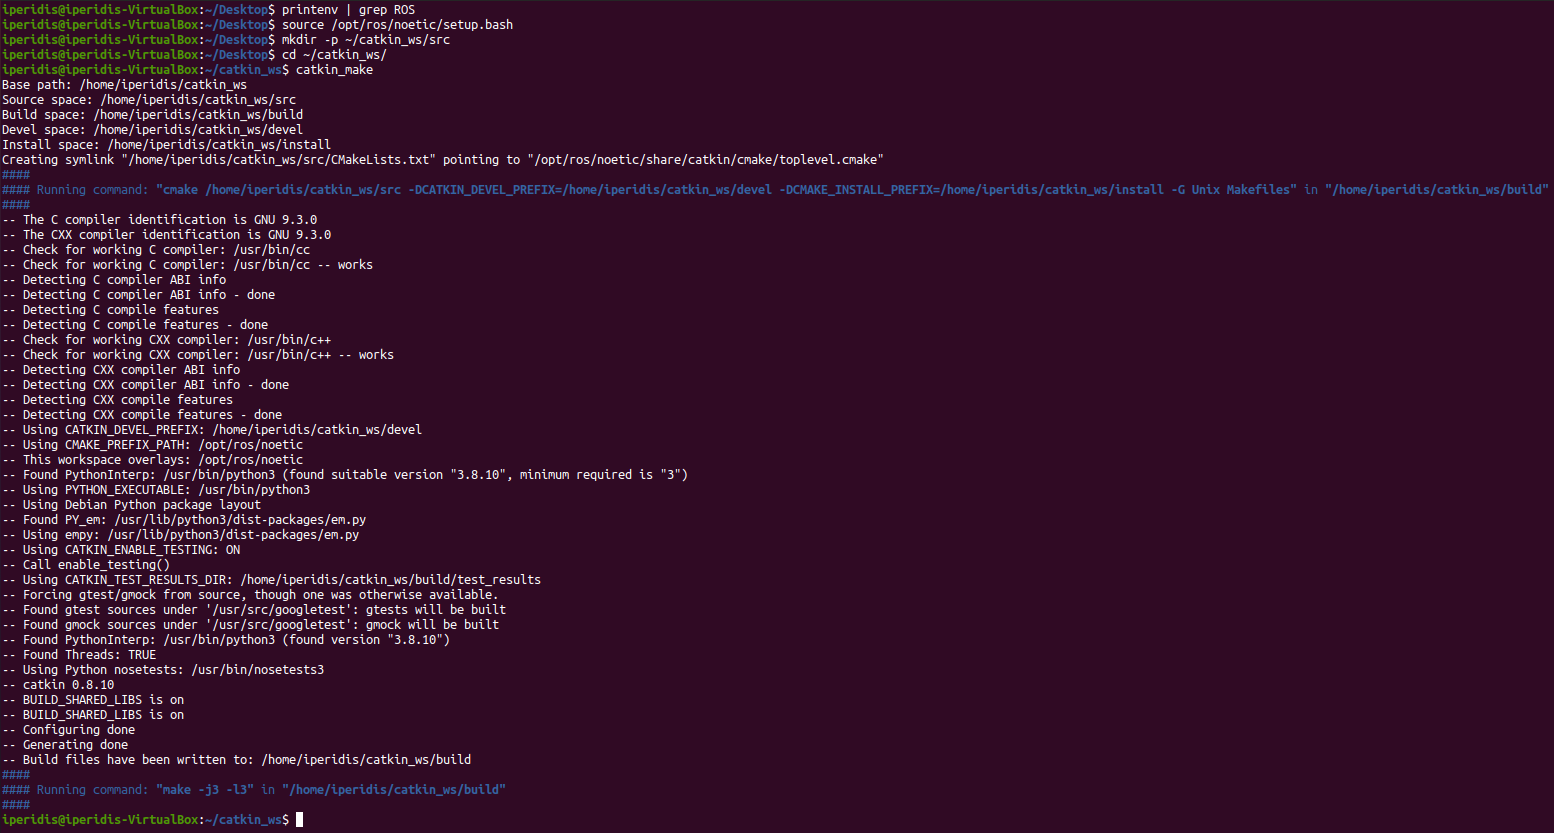 iperidis@iperidis-VirtualBox:~/Desktop$ printenv | grep ROS
iperidis@iperidis-VirtualBox:~/Desktop$ source /opt/ros/noetic/setup.bash
iperidis@iperidis-VirtualBox:~/Desktop$ mkdir -p ~/catkin_ws/src
iperidis@iperidis-VirtualBox:~/Desktop$ cd ~/catkin_ws/
iperidis@iperidis-VirtualBox:~/catkin_ws$ catkin_make
Base path: /home/iperidis/catkin_ws
Source space: /home/iperidis/catkin_ws/src
Build space: /home/iperidis/catkin_ws/build
Devel space: /home/iperidis/catkin_ws/devel
Install space: /home/iperidis/catkin_ws/install
Creating symlink "/home/iperidis/catkin_ws/src/CMakeLists.txt" pointing to "/opt/ros/noetic/share/catkin/cmake/toplevel.cmake"
####
#### Running command: "cmake /home/iperidis/catkin_ws/src -DCATKIN_DEVEL_PREFIX=/home/iperidis/catkin_ws/devel -DCMAKE_INSTALL_PREFIX=/home/iperidis/catkin_ws/install -G Unix Makefiles" in "/home/iperidis/catkin_ws/build"
####
-- The C compiler identification is GNU 9.3.0
-- The CXX compiler identification is GNU 9.3.0
-- Check for working C compiler: /usr/bin/cc
-- Check for working C compiler: /usr/bin/cc -- works
-- Detecting C compiler ABI info
-- Detecting C compiler ABI info - done
-- Detecting C compile features
-- Detecting C compile features - done
-- Check for working CXX compiler: /usr/bin/c++
-- Check for working CXX compiler: /usr/bin/c++ -- works
-- Detecting CXX compiler ABI info
-- Detecting CXX compiler ABI info - done
-- Detecting CXX compile features
-- Detecting CXX compile features - done
-- Using CATKIN_DEVEL_PREFIX: /home/iperidis/catkin_ws/devel
-- Using CMAKE_PREFIX_PATH: /opt/ros/noetic
-- This workspace overlays: /opt/ros/noetic
-- Found PythonInterp: /usr/bin/python3 (found suitable version "3.8.10", minimum required is "3")
-- Using PYTHON_EXECUTABLE: /usr/bin/python3
-- Using Debian Python package layout
-- Found PY_em: /usr/lib/python3/dist-packages/em.py
-- Using empy: /usr/lib/python3/dist-packages/em.py
-- Using CATKIN_ENABLE_TESTING: ON
-- Call enable_testing()
-- Using CATKIN_TEST_RESULTS_DIR: /home/iperidis/catkin_ws/build/test_results
-- Forcing gtest/gmock from source, though one was otherwise available.
-- Found gtest sources under '/usr/src/googletest': gtests will be built
-- Found gmock sources under '/usr/src/googletest': gmock will be built
-- Found PythonInterp: /usr/bin/python3 (found version "3.8.10")
-- Found Threads: TRUE
-- Using Python nosetests: /usr/bin/nosetests3
-- catkin 0.8.10
-- BUILD_SHARED_LIBS is on
-- BUILD_SHARED_LIBS is on
-- Configuring done
-- Generating done
-- Build files have been written to: /home/iperidis/catkin_ws/build
####
#### Running command: "make -j3 -l3" in "/home/iperidis/catkin_ws/build"
####
iperidis@iperidis-VirtualBox:~/catkin_ws$